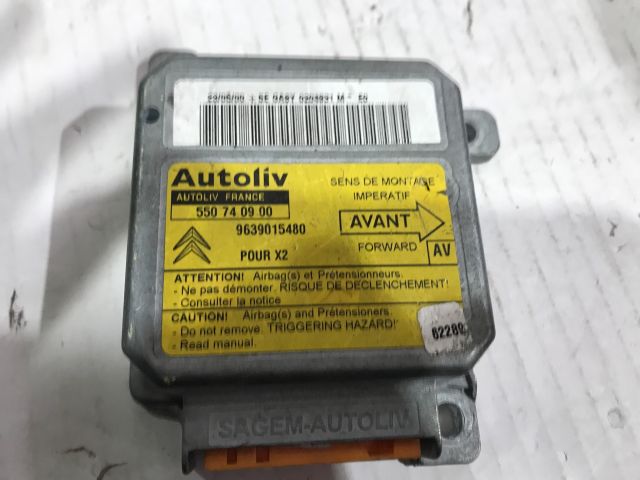 Autoliv
AUTOLIV FRANCE
550 74 09 00
9639015480
POUR X2
SENS DE MONTAGE
IMPERATIF
AVANT
FORWARD
AV
ATTENTION! Airbag(s) et Prétensionneurs.
- Ne pas démonter. RISQUE DE DECLENCHEMENT!
- Consulter la notice
CAUTION! Airbag(s) and Prétensioners.
- Do not remove. TRIGGERING HAZARD!
- Read manual.
SAGEM-AUTOLIV